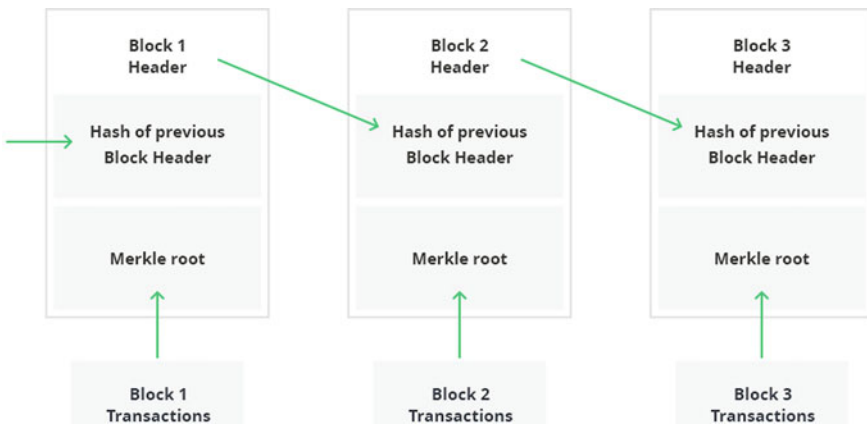 Block 1
Header
Hash of previous
Block Header
Merkle root
Block 1
Transactions
Block 2
Header
Hash of previous
Block Header
Merkle root
Block 2
Transactions
Block 3
Header
Hash of previous
Block Header
Merkle root
Block 3
Transactions